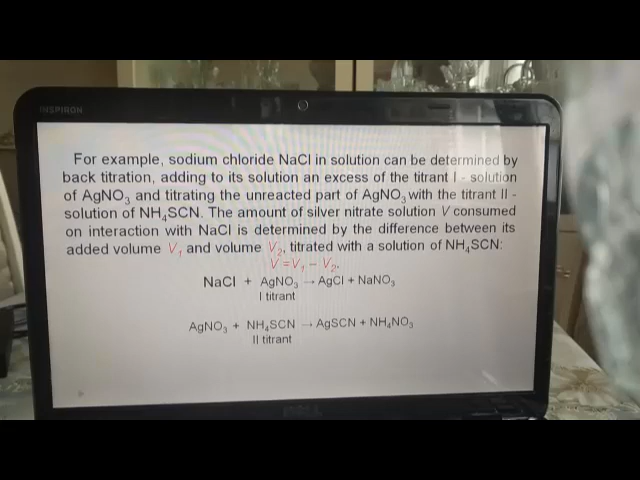 INSPIRON
For example, sodium chloride NaCl in solution can be determined by
back titration, adding to its solution an excess of the titrant I - solution
of AgNO₃ and titrating the unreacted part of AgNO₃ with the titrant II -
solution of NH₄SCN. The amount of silver nitrate solution V consumed
on interaction with NaCl is determined by the difference between its
added volume V₁ and volume V₂, titrated with a solution of NH₄SCN:
V =V₁ – V₂.
NaCl + AgNO₃ → AgCl + NaNO₃
I titrant
AgNO₃ + NH₄SCN → AgSCN + NH₄NO₃
II titrant
DELL